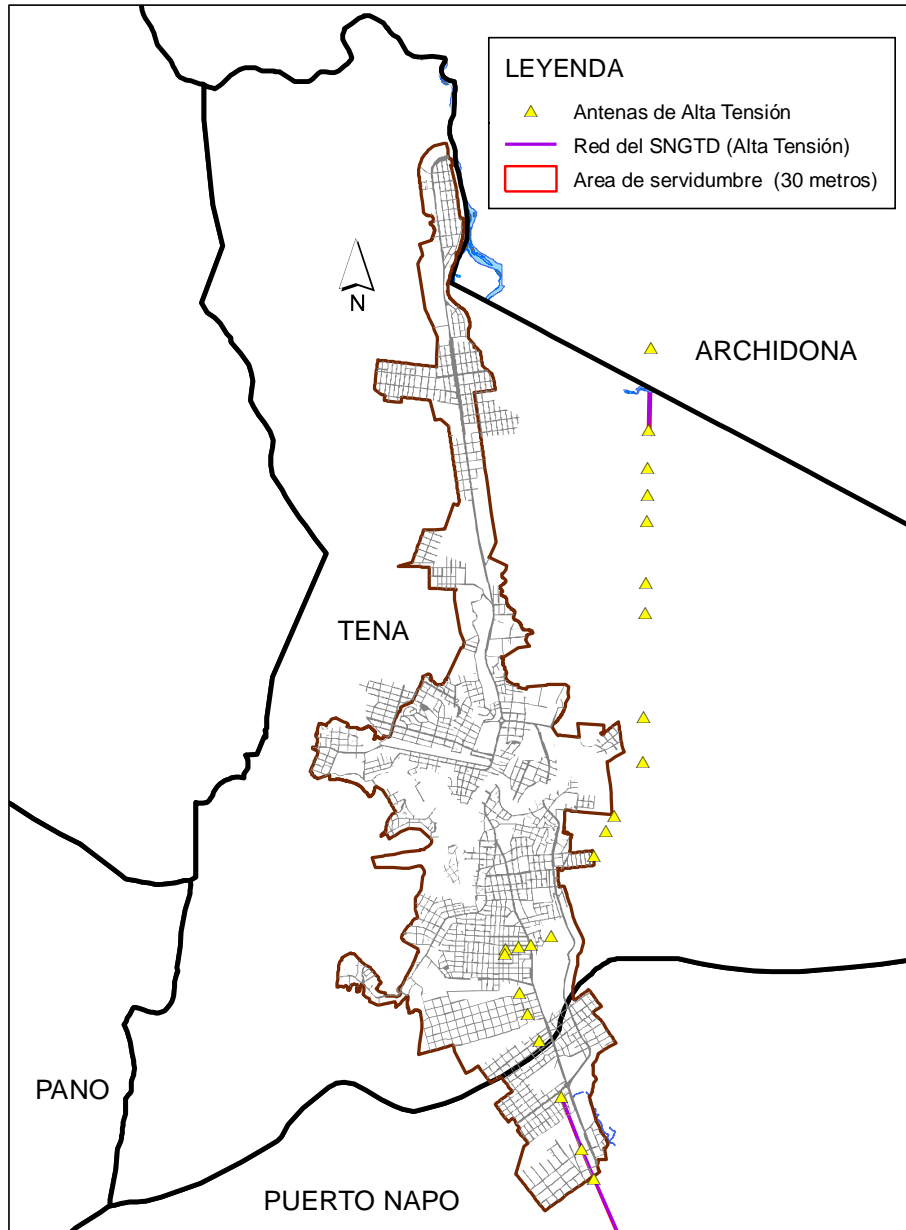 LEYENDA
Antenas de Alta Tensión
Red del SNGTD (Alta Tensión)
Area de servidumbre (30 metros)
N
ARCHIDONA
TENA
PANO
PUERTO NAPO